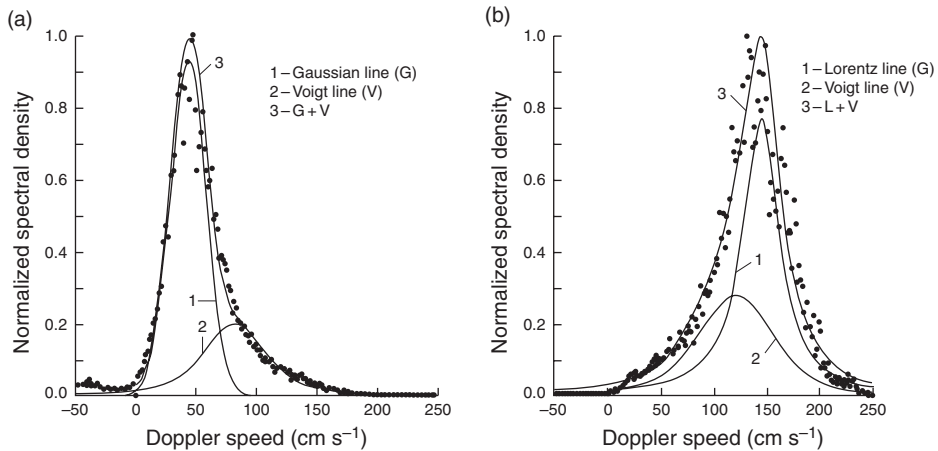 (a)
1.0
0.8
0.6
0.4
0.2
0.0
Normalized spectral density
−50 0 50 100 150 200 250
Doppler speed (cm s−1)
1 – Gaussian line (G)
2 – Voigt line (V)
3 – G + V
3
1
2
(b)
1.0
0.8
0.6
0.4
0.2
0.0
Normalized spectral density
−50 0 50 100 150 200 250
Doppler speed (cm s−1)
1 – Lorentz line (G)
2 – Voigt line (V)
3 – L + V
3
1
2